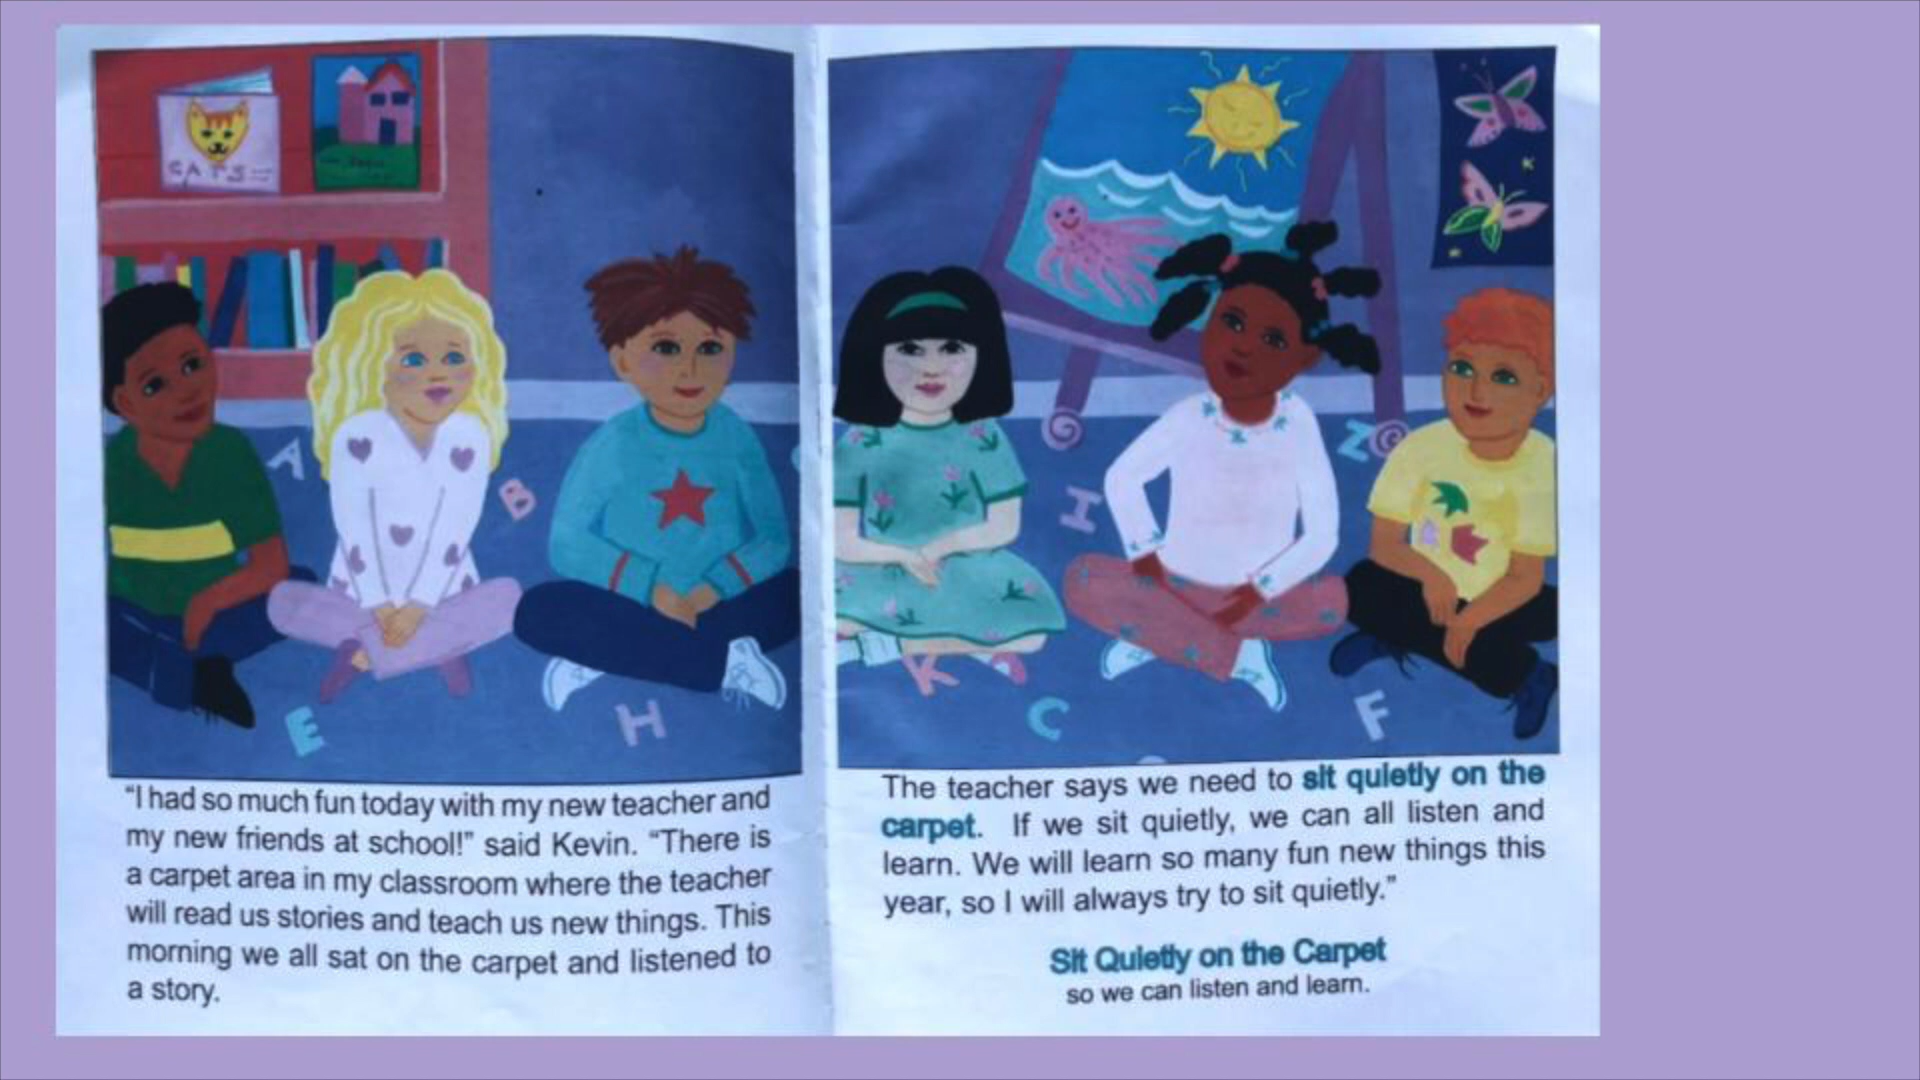 CATS
A
B
E
H
"I had so much fun today with my new teacher and
my new friends at school!" said Kevin. "There is
a carpet area in my classroom where the teacher
will read us stories and teach us new things. This
morning we all sat on the carpet and listened to
a story.
Z
I
K
C
F
The teacher says we need to sit quietly on the
carpet. If we sit quietly, we can all listen and
learn. We will learn so many fun new things this
year, so I will always try to sit quietly."
Sit Quietly on the Carpet
so we can listen and learn.